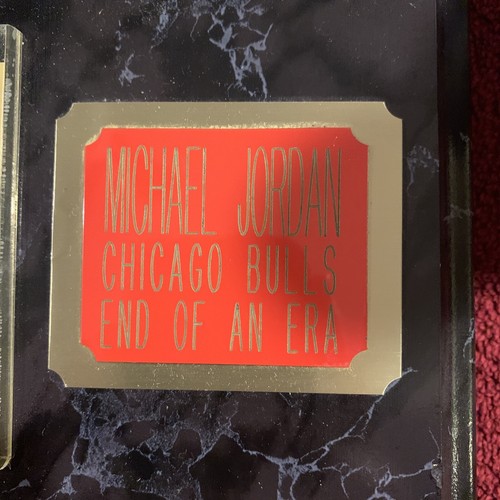 MICHAEL JORDAN
CHICAGO BULLS
END OF AN ERA